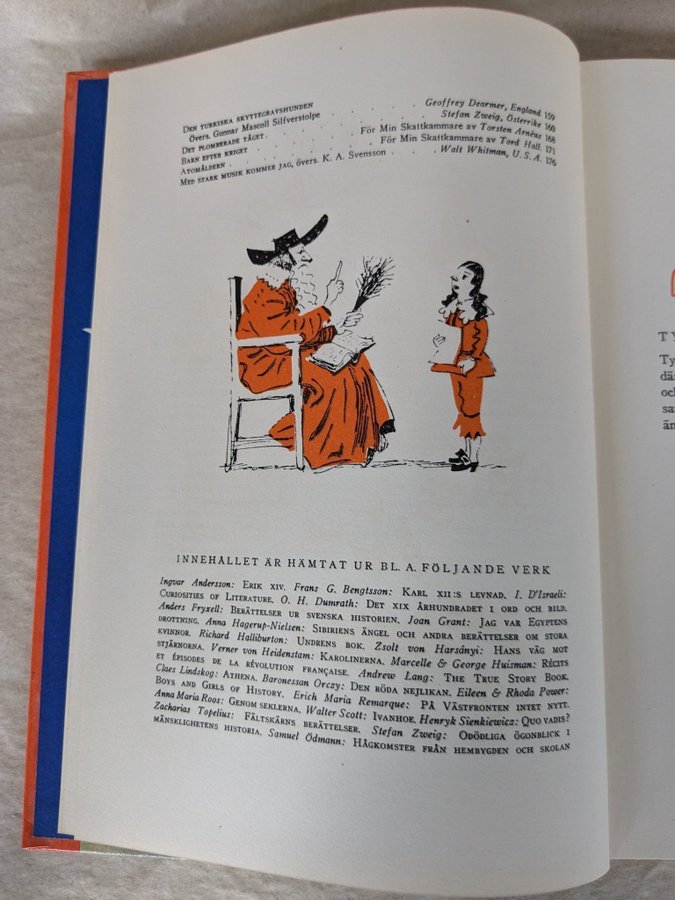 DEN TURKISKA SKYTTEGRAVSHUNDEN
Övers. Gunnar Mascoll Silfverstolpe . . . . Geoffrey Dearmer, England 159
DET PLOMBERADE TÅGET . . . . . . Stefan Zweig, Österrike 160
BARN EFTER KRIGET . . . . För Min Skattkammare av Torsten Arnéus 168
ATOMÅLDERN . . . . . För Min Skattkammare av Tord Hall. 171
MED STARK MUSIK KOMMER JAG, övers. K. A. Svensson . . . Walt Whitman, U. S. A. 176
INNEHÅLLET ÄR HÄMTAT UR BL. A. FÖLJANDE VERK
Ingvar Andersson: ERIK XIV. Frans G. Bengtsson: KARL XII:S LEVNAD. I. D'Israeli:
CURIOSITIES OF LITERATURE. O. H. Dumrath: DET XIX ÅRHUNDRADET I ORD OCH BILD.
Anders Fryxell: BERÄTTELSER UR SVENSKA HISTORIEN. Joan Grant: JAG VAR EGYPTENS
DROTTNING. Anna Hagerup-Nielsen: SIBIRIENS ÄNGEL OCH ANDRA BERÄTTELSER OM STORA
KVINNOR. Richard Halliburton: UNDRENS BOK. Zsolt von Harsányi: HANS VÄG MOT
STJÄRNORNA. Verner von Heidenstam: KAROLINERNA. Marcelle & George Huisman: RÉCITS
ET ÉPISODES DE LA RÉVOLUTION FRANÇAISE. Andrew Lang: THE TRUE STORY BOOK.
Claes Lindskog: ATHENA. Baronessan Orczy: DEN RÖDA NEJLIKAN. Eileen & Rhoda Power:
BOYS AND GIRLS OF HISTORY. Erich Maria Remarque: PÅ VÄSTFRONTEN INTET NYTT.
Anna Maria Roos: GENOM SEKLERNA. Walter Scott: IVANHOE. Henryk Sienkiewicz: QUO VADIS?
Zacharias Topelius: FÄLTSKÄRNS BERÄTTELSER. Stefan Zweig: ODÖDLIGA ÖGONBLICK I
MÄNSKLIGHETENS HISTORIA. Samuel Ödmann: HÅGKOMSTER FRÅN HEMBYGDEN OCH SKOLAN
T Y
Ty
där
och
sam
än